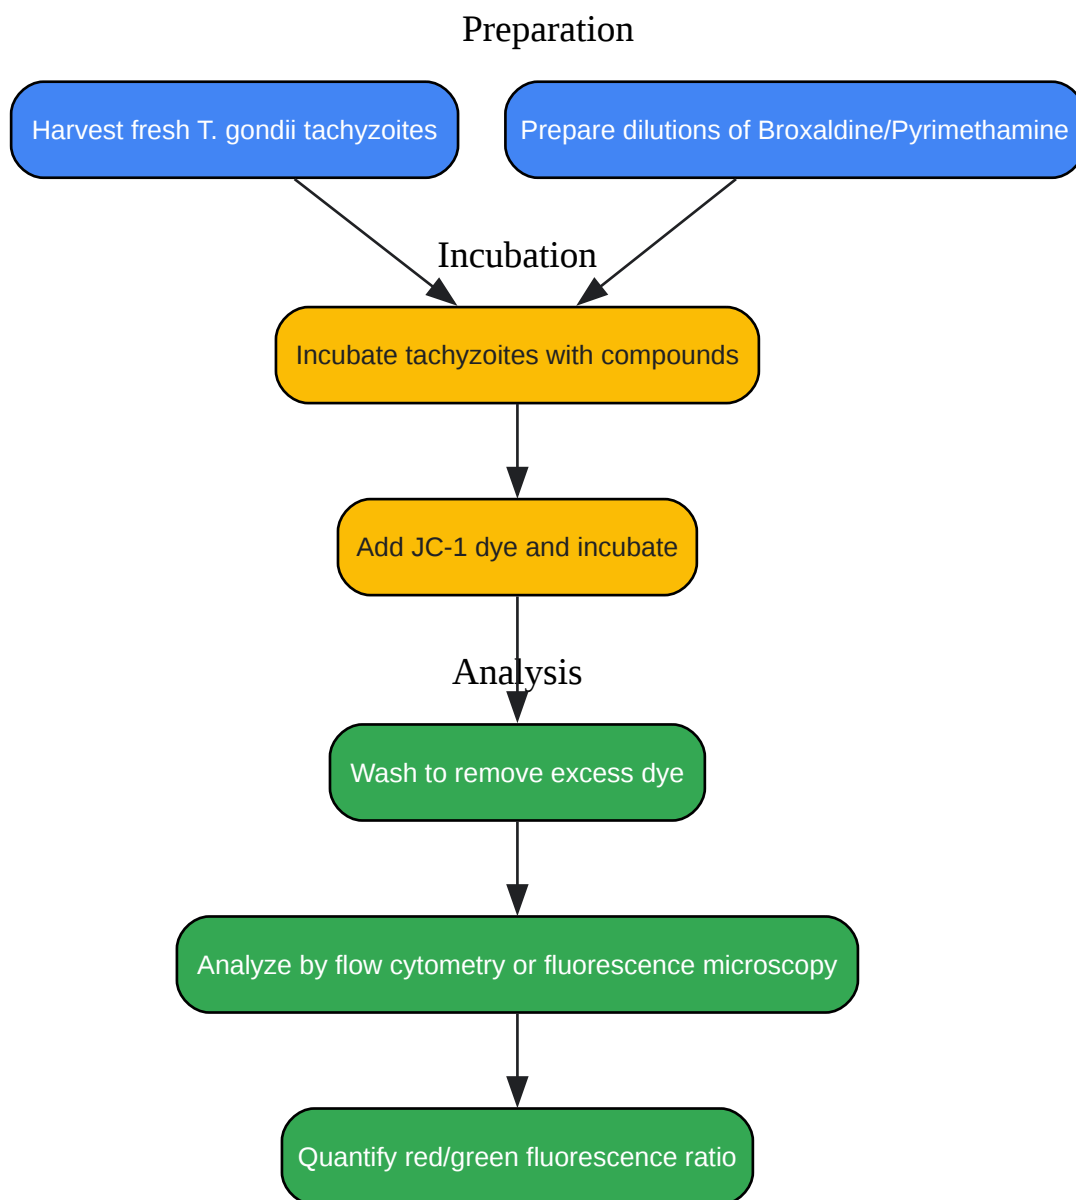 Preparation
Harvest fresh T. gondii tachyzoites
Prepare dilutions of Broxaldine/Pyrimethamine
Incubation
Incubate tachyzoites with compounds
Add JC-1 dye and incubate
Analysis
Wash to remove excess dye
Analyze by flow cytometry or fluorescence microscopy
Quantify red/green fluorescence ratio